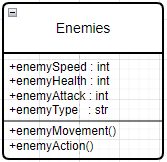 Enemies
+enemySpeed : int
+enemyHealth : int
+enemyAttack : int
+enemyType : str
+enemyMovement()
+enemyAction()